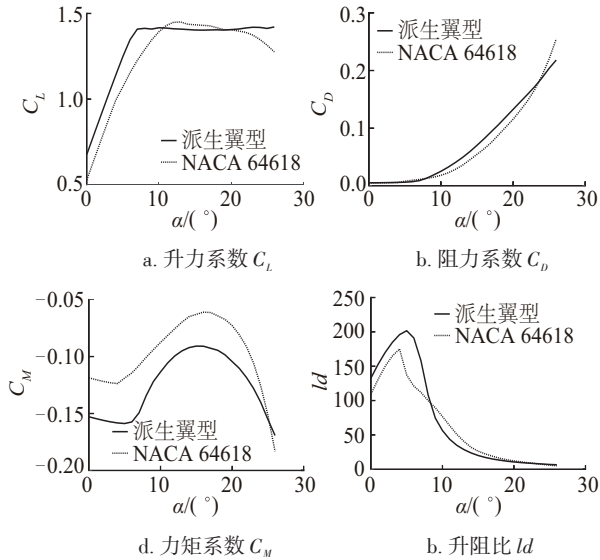 1.5
1.0
0.5
C_L
派生翼型
NACA 64618
0 10 20 30
α/(°)
a. 升力系数 C_L
0.3
0.2
0.1
0.0
C_D
派生翼型
NACA 64618
0 10 20 30
α/(°)
b. 阻力系数 C_D
−0.05
−0.10
−0.15
−0.20
C_M
派生翼型
NACA 64618
0 10 20 30
α/(°)
d. 力矩系数 C_M
250
200
150
100
50
0
ld
派生翼型
NACA 64618
0 10 20 30
α/(°)
b. 升阻比 ld